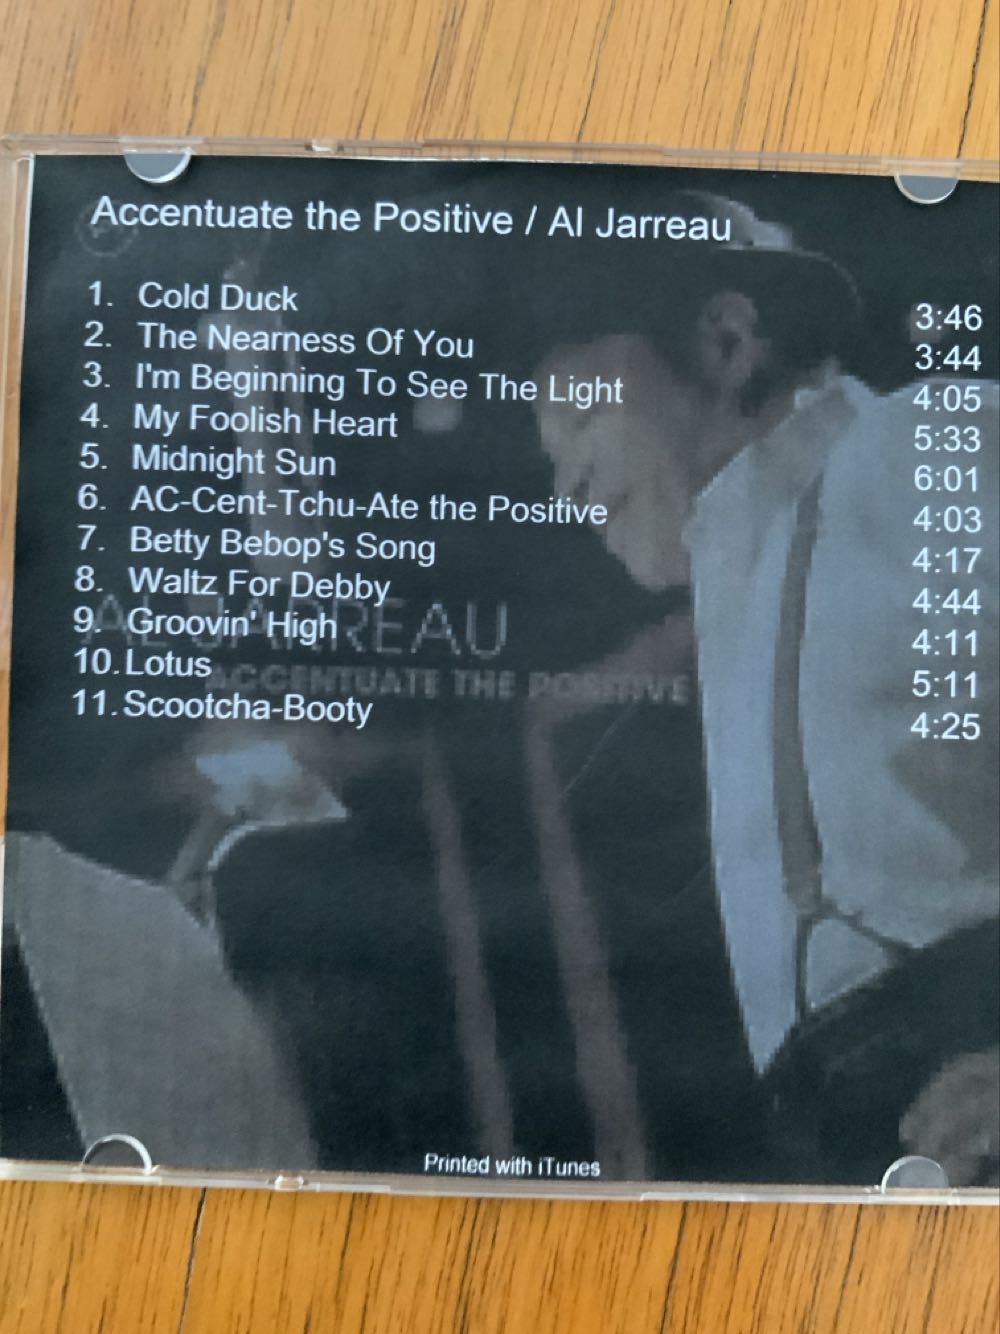 Accentuate the Positive / Al Jarreau
1. Cold Duck 3:46
2. The Nearness Of You 3:44
3. I'm Beginning To See The Light 4:05
4. My Foolish Heart 5:33
5. Midnight Sun 6:01
6. AC-Cent-Tchu-Ate the Positive 4:03
7. Betty Bebop's Song 4:17
8. Waltz For Debby 4:44
9. Groovin' High 4:11
10. Lotus 5:11
11. Scootcha-Booty 4:25
AL JARREAU
ACCENTUATE THE POSITIVE
Printed with iTunes